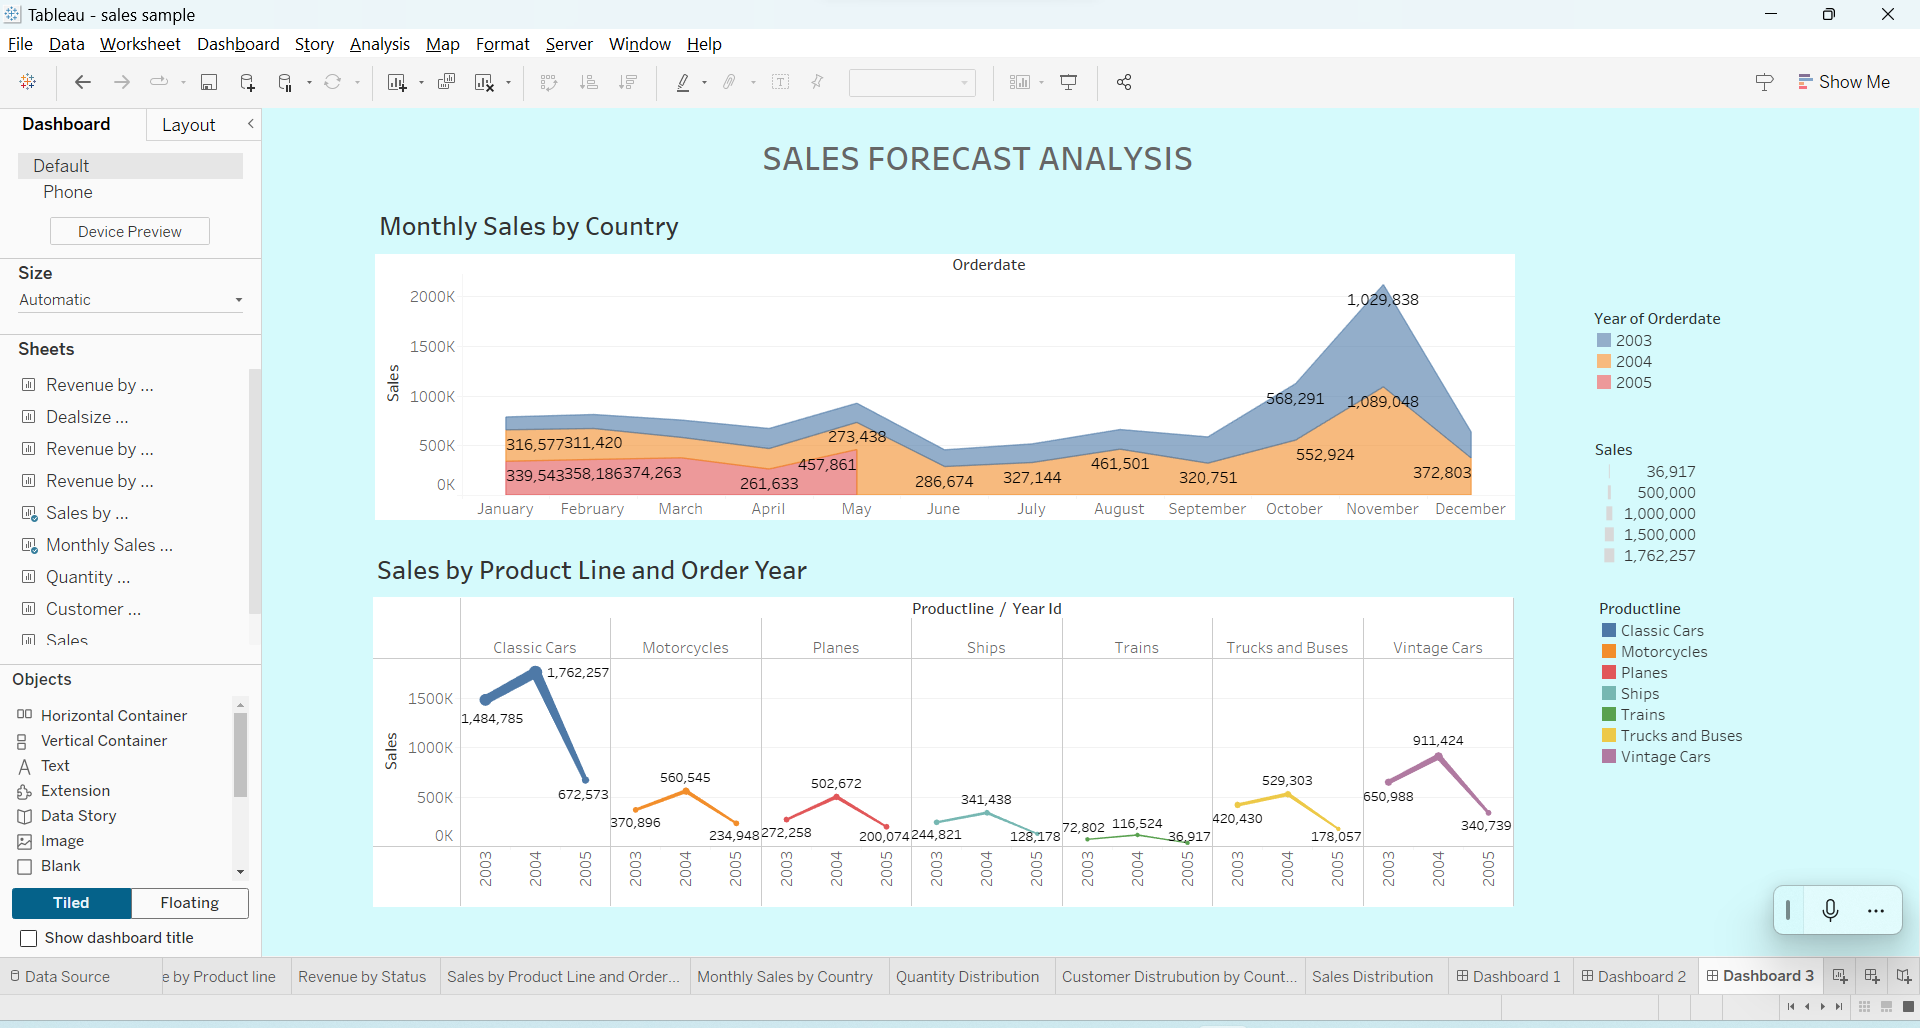 Tableau - sales sample
File Data Worksheet Dashboard Story Analysis Map Format Server Window Help
Show Me
Dashboard Layout
Default
Phone
Device Preview
Size
Automatic
Sheets
Revenue by ...
Dealsize ...
Revenue by ...
Revenue by ...
Sales by ...
Monthly Sales ...
Quantity ...
Customer ...
Sales
Objects
Horizontal Container
Vertical Container
Text
Extension
Data Story
Image
Blank
Tiled Floating
Show dashboard title
SALES FORECAST ANALYSIS
Monthly Sales by Country
Orderdate
Sales
2000K
1500K
1000K
500K
0K
1,029,838
568,291 1,089,048
316,577 311,420 273,438
552,924
339,543 358,186 374,263 457,861 461,501 372,803
261,633 286,674 327,144 320,751
January February March April May June July August September October November December
Year of Orderdate
2003
2004
2005
Sales
36,917
500,000
1,000,000
1,500,000
1,762,257
Sales by Product Line and Order Year
Productline / Year Id
Classic Cars Motorcycles Planes Ships Trains Trucks and Buses Vintage Cars
Sales
1500K
1000K
500K
0K
1,484,785 1,762,257 672,573
370,896 560,545 234,948
272,258 502,672 200,074
244,821 341,438 128,178
72,802 116,524 36,917
420,430 529,303 178,057
650,988 911,424 340,739
2003 2004 2005 2003 2004 2005 2003 2004 2005 2003 2004 2005 2003 2004 2005 2003 2004 2005 2003 2004 2005
Productline
Classic Cars
Motorcycles
Planes
Ships
Trains
Trucks and Buses
Vintage Cars
Data Source e by Product line Revenue by Status Sales by Product Line and Order... Monthly Sales by Country Quantity Distribution Customer Distrubution by Count... Sales Distribution Dashboard 1 Dashboard 2 Dashboard 3